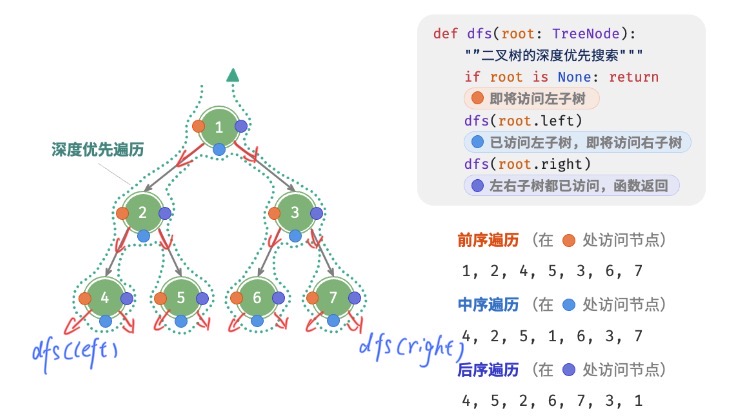 深度优先遍历
1
2
3
4
5
6
7
dfs(left)
dfs(right)
def dfs(root: TreeNode):
"”二叉树的深度优先搜索"""
if root is None: return
即将访问左子树
dfs(root.left)
已访问左子树，即将访问右子树
dfs(root.right)
左右子树都已访问，函数返回
前序遍历（在 处访问节点）
1, 2, 4, 5, 3, 6, 7
中序遍历（在 处访问节点）
4, 2, 5, 1, 6, 3, 7
后序遍历（在 处访问节点）
4, 5, 2, 6, 7, 3, 1